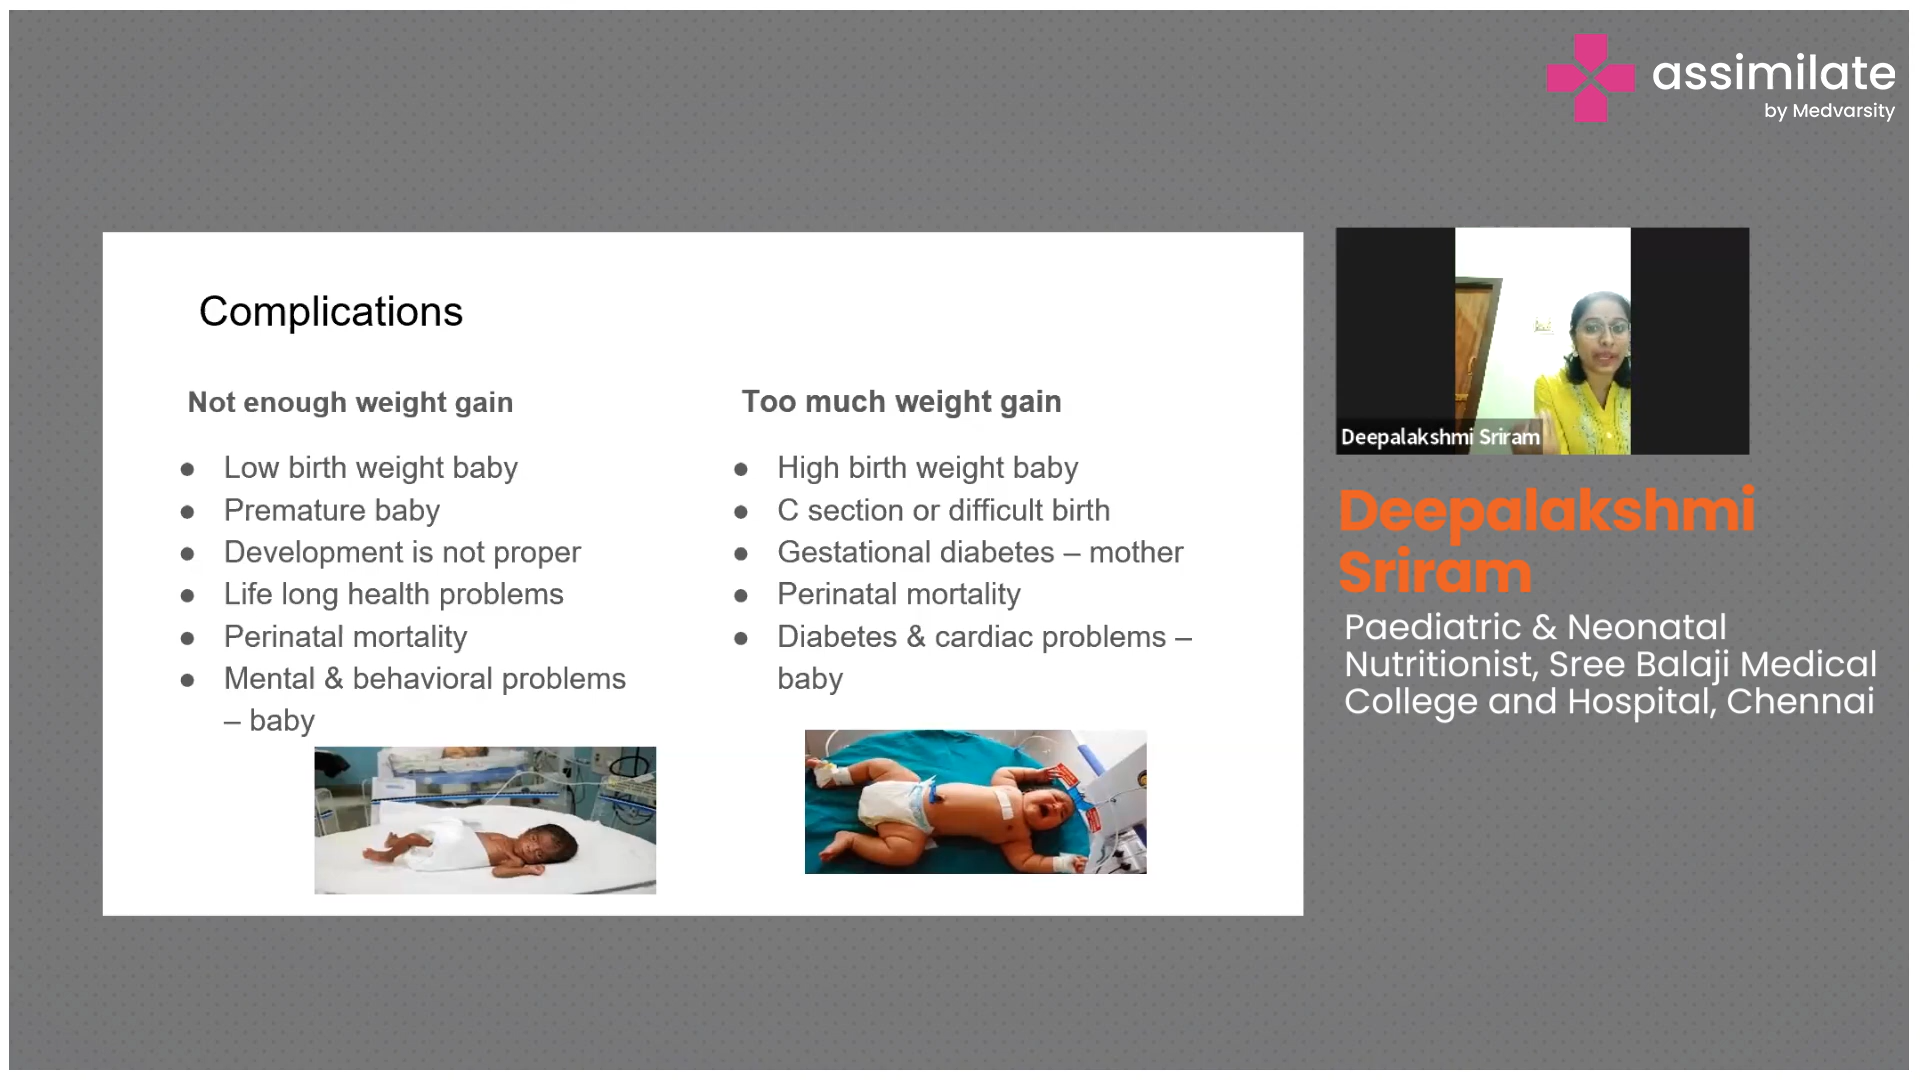 assimilate
by Medvarsity
Complications
Not enough weight gain
● Low birth weight baby
● Premature baby
● Development is not proper
● Life long health problems
● Perinatal mortality
● Mental & behavioral problems
– baby
Too much weight gain
● High birth weight baby
● C section or difficult birth
● Gestational diabetes – mother
● Perinatal mortality
● Diabetes & cardiac problems –
baby
Deepalakshmi Sriram
Deepalakshmi
Sriram
Paediatric & Neonatal
Nutritionist, Sree Balaji Medical
College and Hospital, Chennai